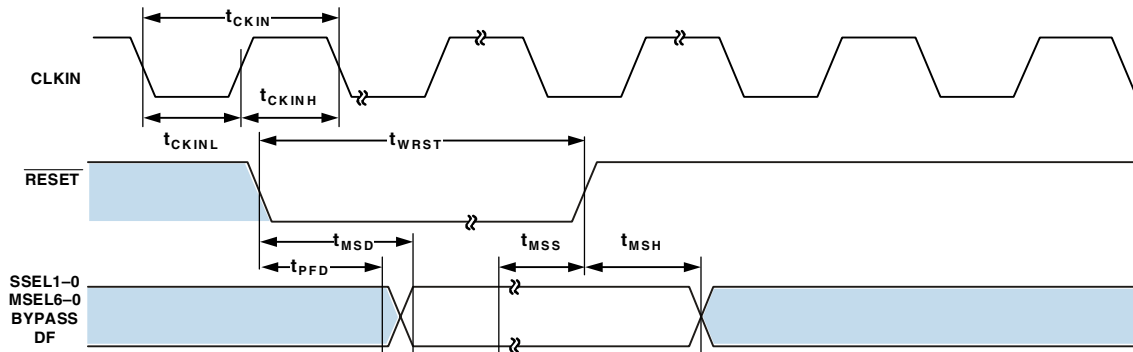 tCKIN
CLKIN
tCKINH
tCKINL
tWRST
RESET
tMSD
tMSS
tMSH
tPFD
SSEL1–0
MSEL6–0
BYPASS
DF